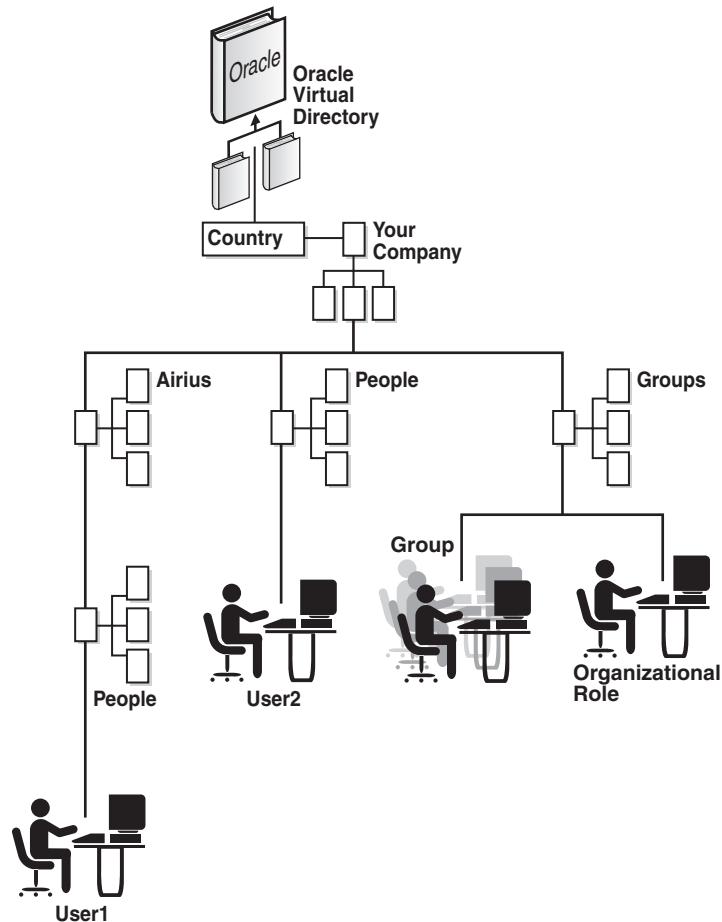 Oracle
Oracle
Virtual
Directory
Country
Your
Company
Airius
People
Groups
Group
People
User2
Organizational
Role
User1